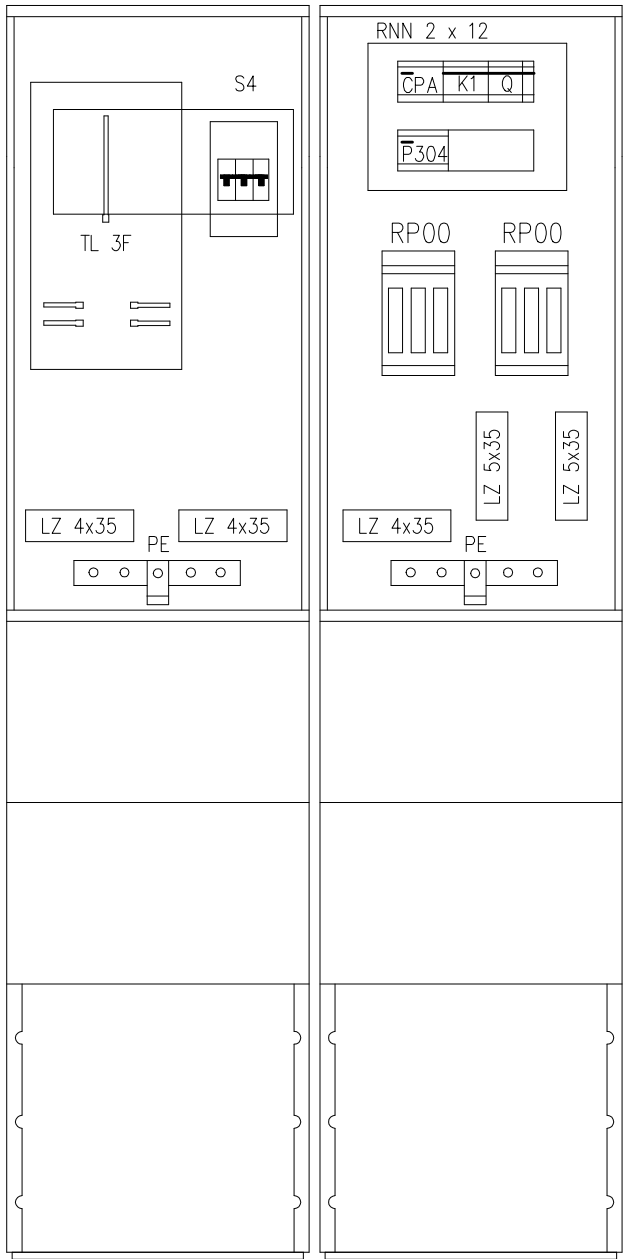 S4
TL 3F
LZ 4x35
LZ 4x35
PE
RNN 2 x 12
CPA K1 Q
P304
RP00 RP00
LZ 5x35
LZ 5x35
LZ 4x35
PE